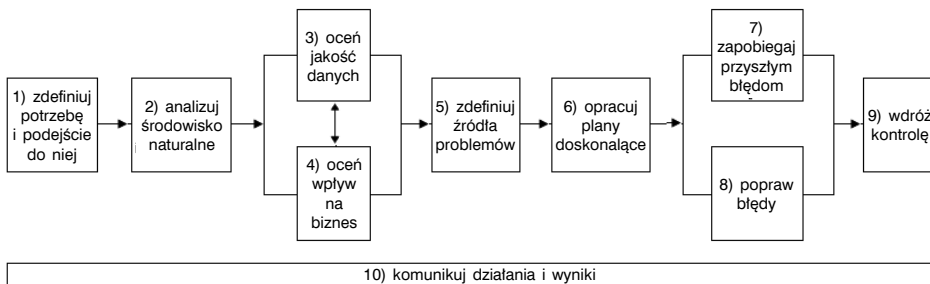 1) zdefiniuj
potrzebę
i podejście
do niej
2) analizuj
środowisko
naturalne
3) oceń
jakość
danych
4) oceń
wpływ
na
biznes
5) zdefiniuj
źródła
problemów
6) opracuj
plany
doskonalące
7)
zapobiegaj
przyszłym
błędom
8) popraw
błędy
9) wdróż
kontrolę
10) komunikuj działania i wyniki